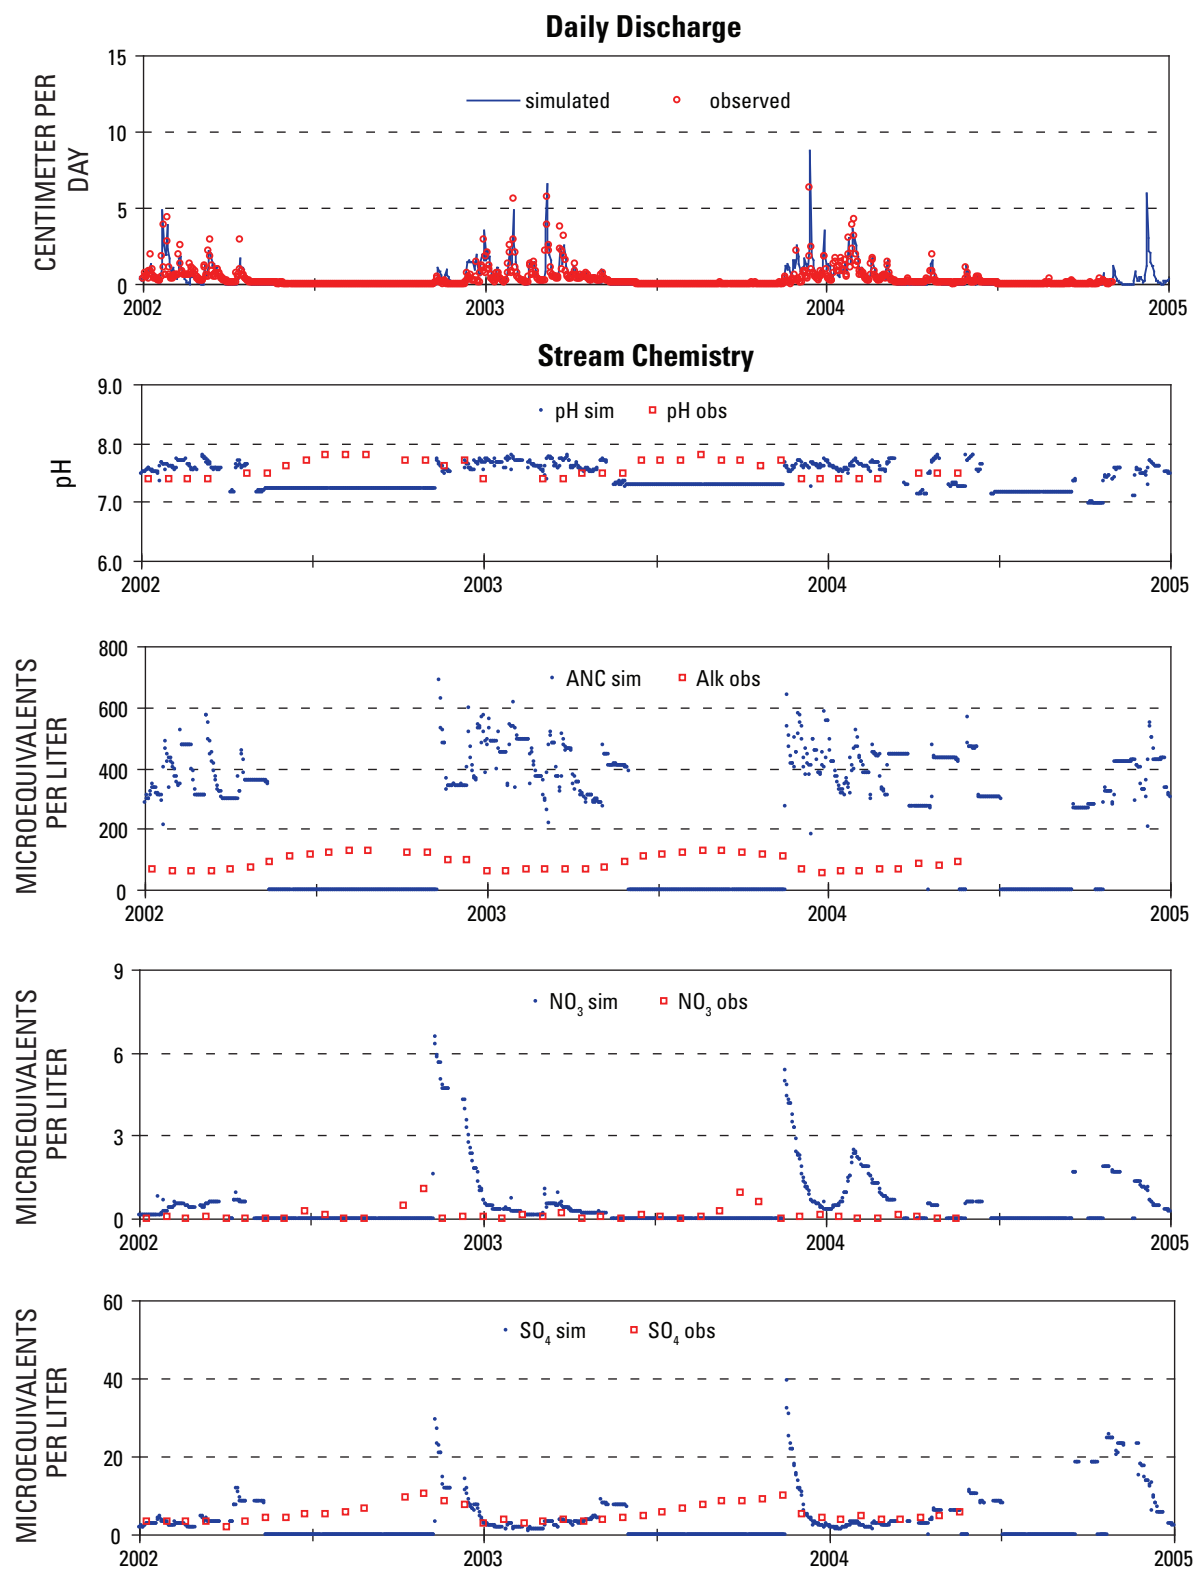 Daily Discharge
CENTIMETER PER
DAY
15
10
5
0
simulated
observed
2002
2003
2004
2005
Stream Chemistry
pH
9.0
8.0
7.0
6.0
pH sim
pH obs
2002
2003
2004
2005
MICROEQUIVALENTS
PER LITER
800
600
400
200
0
ANC sim
Alk obs
2002
2003
2004
2005
MICROEQUIVALENTS
PER LITER
9
6
3
0
NO3 sim
NO3 obs
2002
2003
2004
2005
MICROEQUIVALENTS
PER LITER
60
40
20
0
SO4 sim
SO4 obs
2002
2003
2004
2005